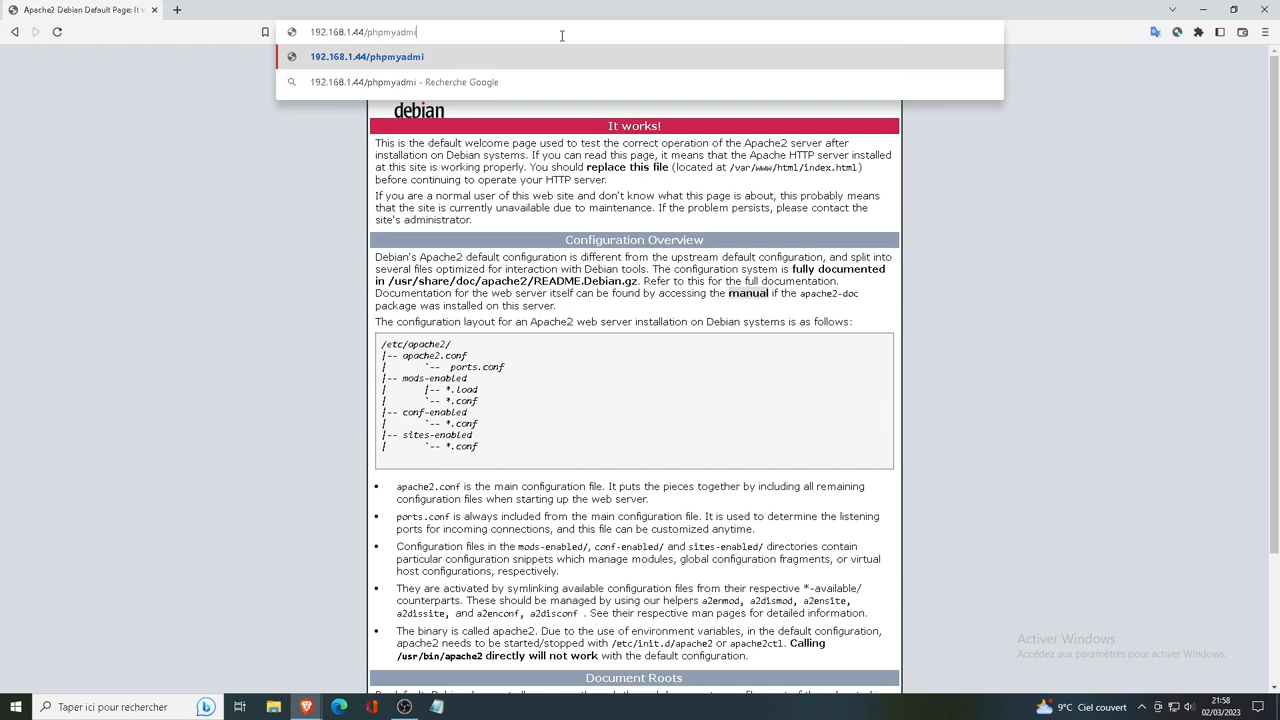 Apache2 Debian Default Page: It w
192.168.1.44/phpmyadmi
192.168.1.44/phpmyadmi
192.168.1.44/phpmyadmi - Recherche Google
debian
It works!
This is the default welcome page used to test the correct operation of the Apache2 server after
installation on Debian systems. If you can read this page, it means that the Apache HTTP server installed
at this site is working properly. You should replace this file (located at /var/www/html/index.html)
before continuing to operate your HTTP server.
If you are a normal user of this web site and don't know what this page is about, this probably means
that the site is currently unavailable due to maintenance. If the problem persists, please contact the
site's administrator.
Configuration Overview
Debian's Apache2 default configuration is different from the upstream default configuration, and split into
several files optimized for interaction with Debian tools. The configuration system is fully documented
in /usr/share/doc/apache2/README.Debian.gz. Refer to this for the full documentation.
Documentation for the web server itself can be found by accessing the manual if the apache2-doc
package was installed on this server.
The configuration layout for an Apache2 web server installation on Debian systems is as follows:
/etc/apache2/
|-- apache2.conf
|       `--  ports.conf
|-- mods-enabled
|       |-- *.load
|       `-- *.conf
|-- conf-enabled
|       `-- *.conf
|-- sites-enabled
|       `-- *.conf
• apache2.conf is the main configuration file. It puts the pieces together by including all remaining
configuration files when starting up the web server.
• ports.conf is always included from the main configuration file. It is used to determine the listening
ports for incoming connections, and this file can be customized anytime.
• Configuration files in the mods-enabled/, conf-enabled/ and sites-enabled/ directories contain
particular configuration snippets which manage modules, global configuration fragments, or virtual
host configurations, respectively.
• They are activated by symlinking available configuration files from their respective *-available/
counterparts. These should be managed by using our helpers a2enmod, a2dismod, a2ensite,
a2dissite, and a2enconf, a2disconf . See their respective man pages for detailed information.
• The binary is called apache2. Due to the use of environment variables, in the default configuration,
apache2 needs to be started/stopped with /etc/init.d/apache2 or apache2ctl. Calling
/usr/bin/apache2 directly will not work with the default configuration.
Document Roots
Activer Windows
Accédez aux paramètres pour activer Windows.
Taper ici pour rechercher
9°C Ciel couvert
21:58
02/03/2023